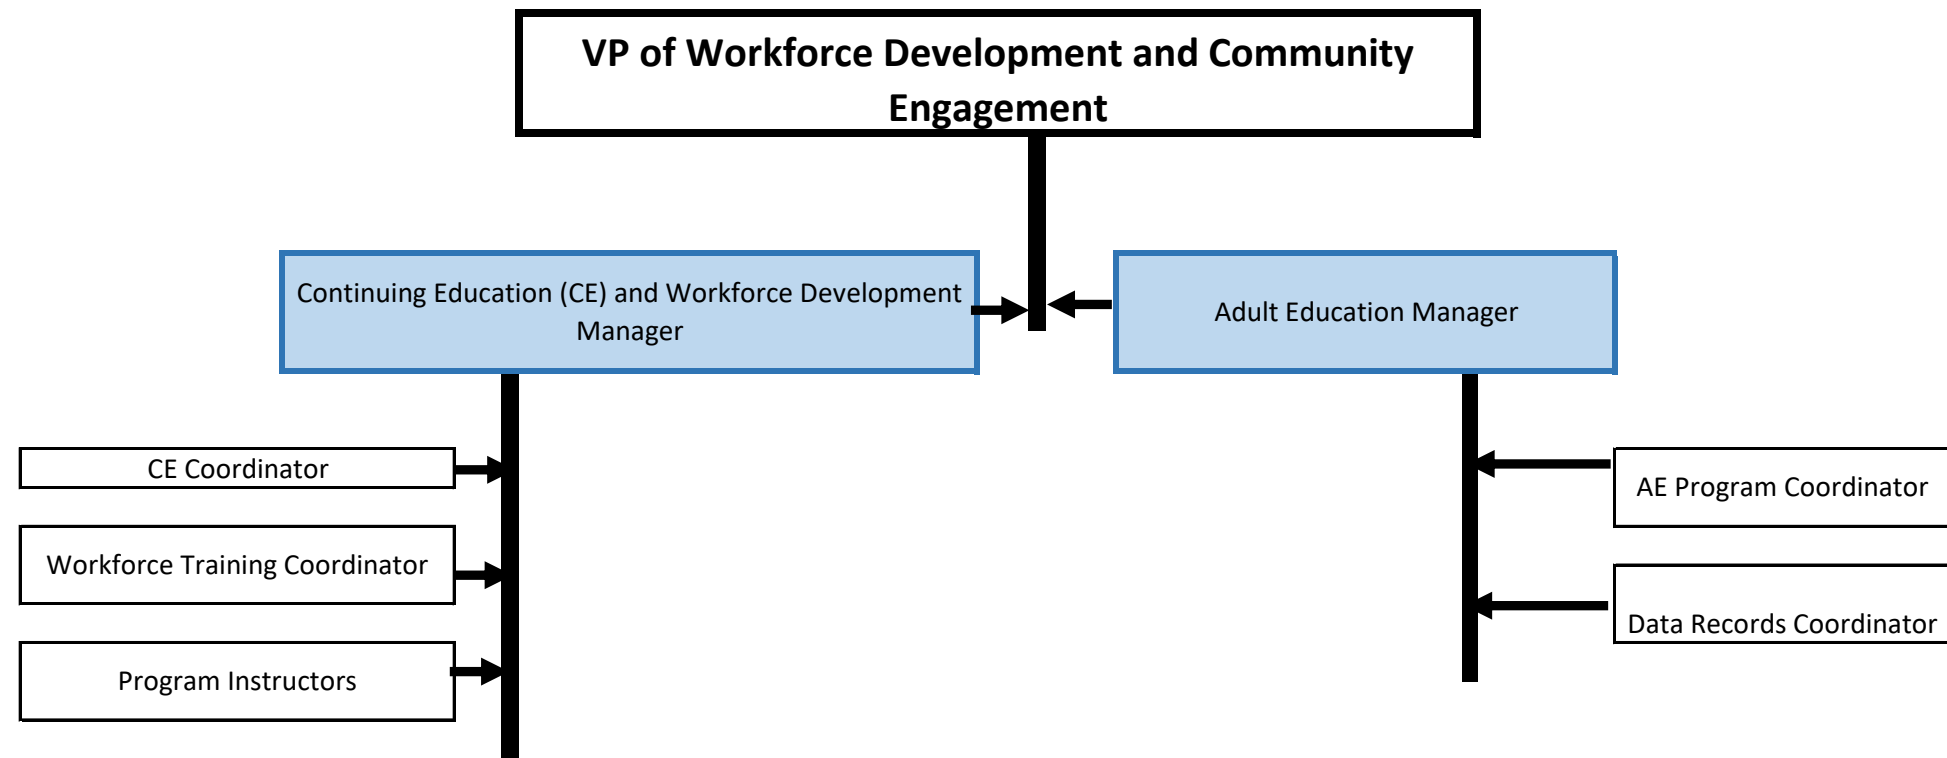 VP of Workforce Development and Community
Engagement
Continuing Education (CE) and Workforce Development
Manager
Adult Education Manager
CE Coordinator
Workforce Training Coordinator
Program Instructors
AE Program Coordinator
Data Records Coordinator